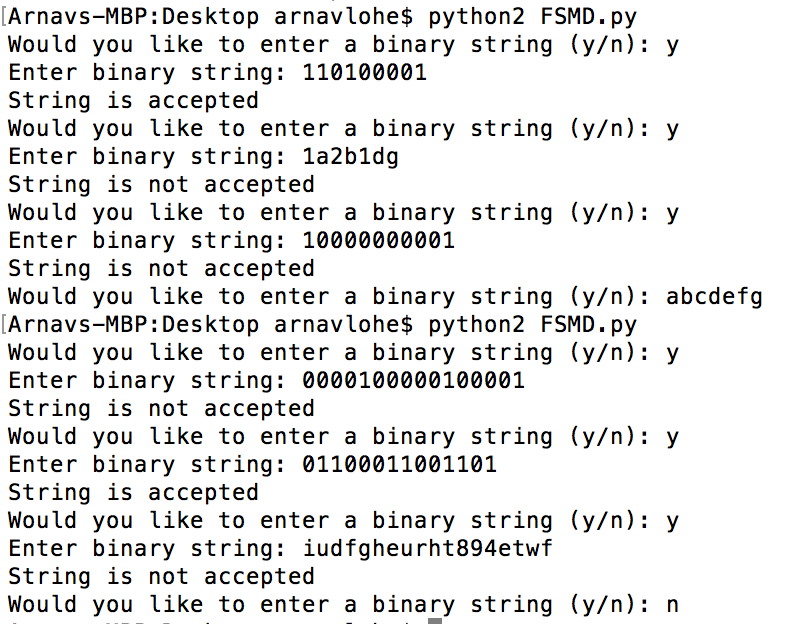 [Arnavs-MBP:Desktop arnavlohe$ python2 FSMD.py
Would you like to enter a binary string (y/n): y
Enter binary string: 110100001
String is accepted
Would you like to enter a binary string (y/n): y
Enter binary string: 1a2b1dg
String is not accepted
Would you like to enter a binary string (y/n): y
Enter binary string: 10000000001
String is not accepted
Would you like to enter a binary string (y/n): abcdefg
[Arnavs-MBP:Desktop arnavlohe$ python2 FSMD.py
Would you like to enter a binary string (y/n): y
Enter binary string: 0000100000100001
String is not accepted
Would you like to enter a binary string (y/n): y
Enter binary string: 01100011001101
String is accepted
Would you like to enter a binary string (y/n): y
Enter binary string: iudfgheurht894etwf
String is not accepted
Would you like to enter a binary string (y/n): n